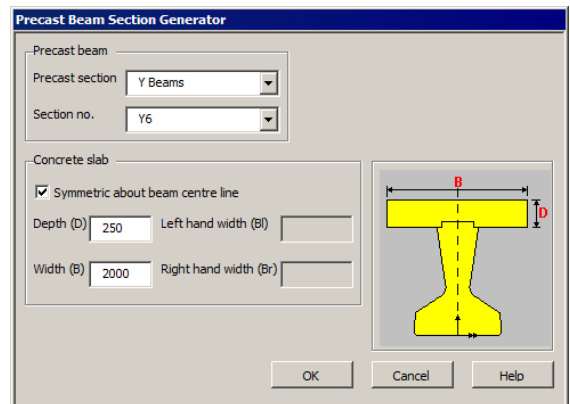 Precast Beam Section Generator
Precast beam
Precast section Y Beams
Section no. Y6
Concrete slab
Symmetric about beam centre line
Depth (D) 250 Left hand width (Bl)
Width (B) 2000 Right hand width (Br)
B
D
OK Cancel Help